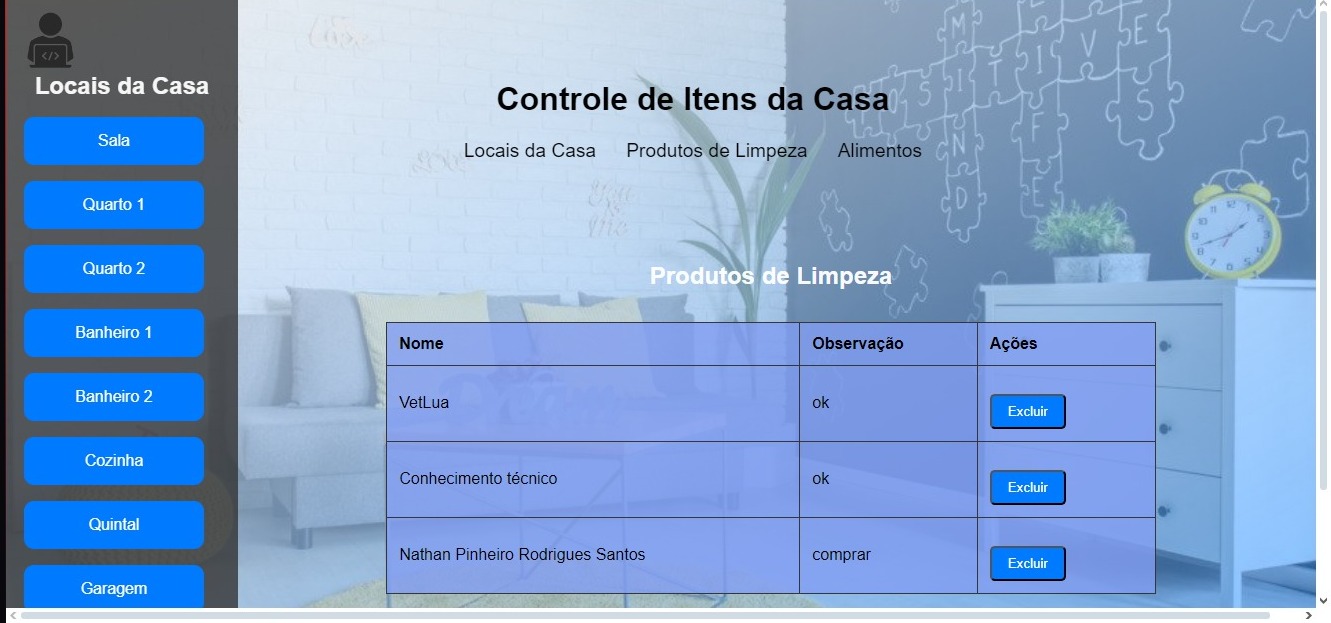 </>
Locais da Casa
Sala
Quarto 1
Quarto 2
Banheiro 1
Banheiro 2
Cozinha
Quintal
Garagem
Controle de Itens da Casa
Locais da Casa Produtos de Limpeza Alimentos
Produtos de Limpeza
Nome Observação Ações
VetLua ok Excluir
Conhecimento técnico ok Excluir
Nathan Pinheiro Rodrigues Santos comprar Excluir